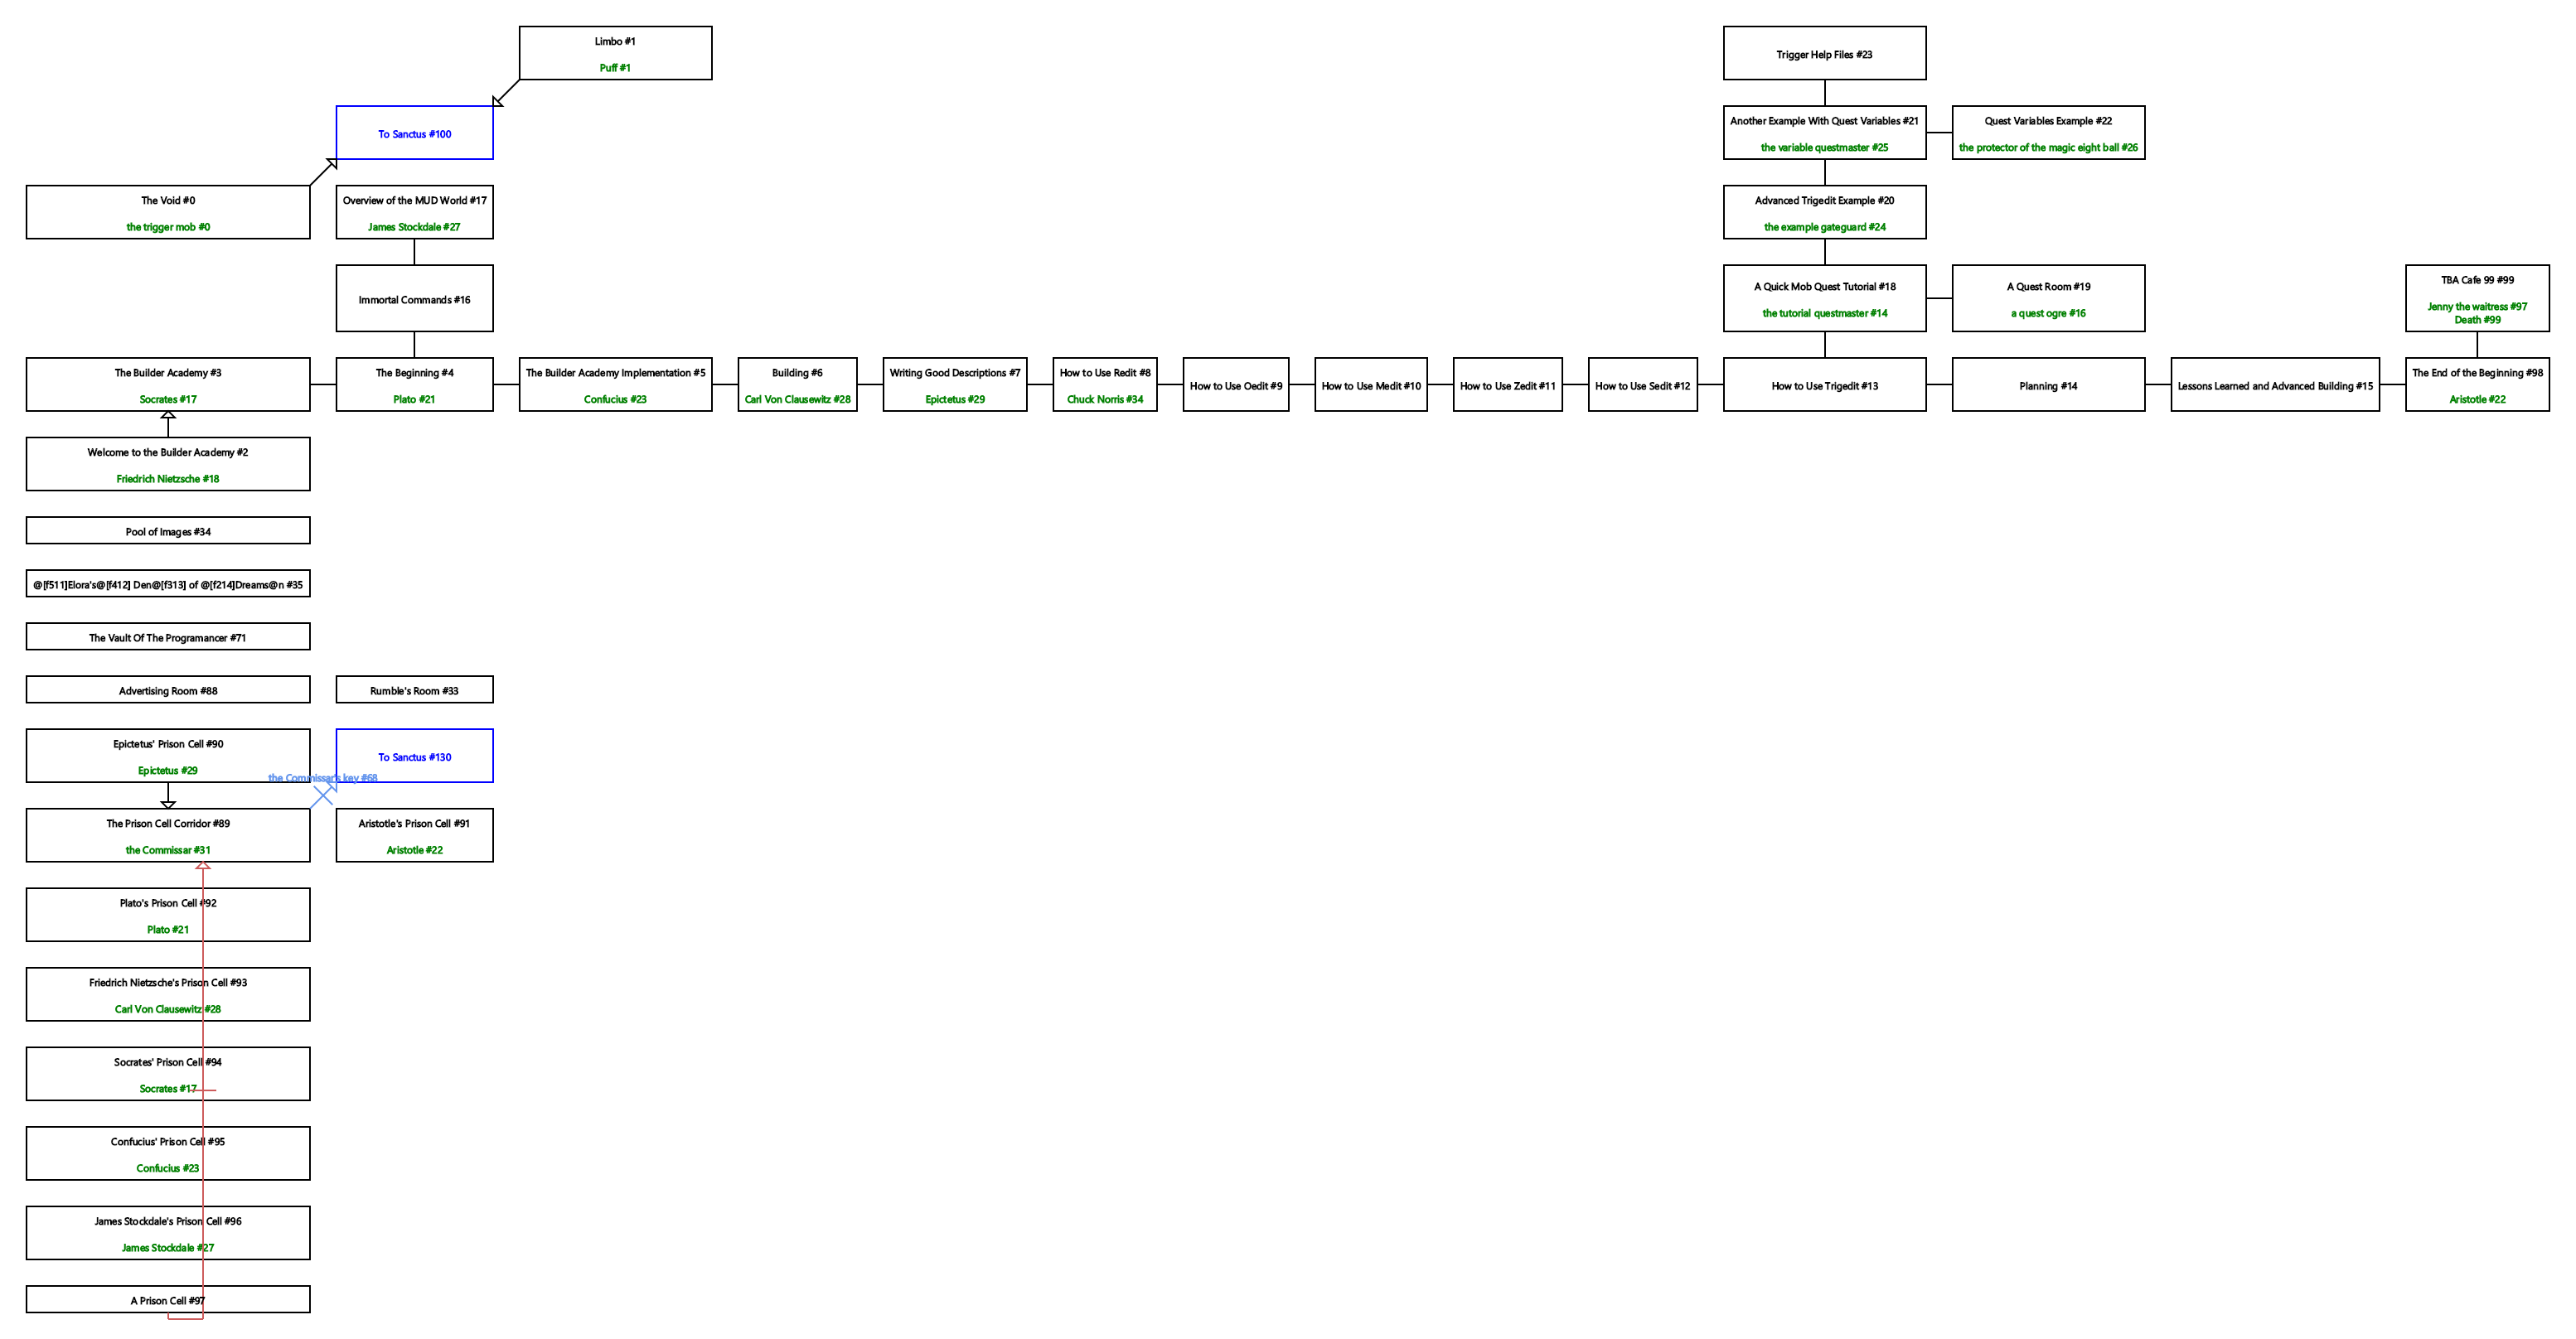 Limbo #1
Puff #1
Trigger Help Files #23
To Sanctus #100
Another Example With Quest Variables #21
the variable questmaster #25
Quest Variables Example #22
the protector of the magic eight ball #26
The Void #0
the trigger mob #0
Overview of the MUD World #17
James Stockdale #27
Advanced Trigedit Example #20
the example gateguard #24
Immortal Commands #16
A Quick Mob Quest Tutorial #18
the tutorial questmaster #14
A Quest Room #19
a quest ogre #16
TBA Cafe 99 #99
Jenny the waitress #97
Death #99
The Builder Academy #3
Socrates #17
The Beginning #4
Plato #21
The Builder Academy Implementation #5
Confucius #23
Building #6
Carl Von Clausewitz #28
Writing Good Descriptions #7
Epictetus #29
How to Use Redit #8
Chuck Norris #34
How to Use Oedit #9
How to Use Medit #10
How to Use Zedit #11
How to Use Sedit #12
How to Use Trigedit #13
Planning #14
Lessons Learned and Advanced Building #15
The End of the Beginning #98
Aristotle #22
Welcome to the Builder Academy #2
Friedrich Nietzsche #18
Pool of Images #34
@[f511]Elora's@[f412] Den@[f313] of @[f214]Dreams@n #35
The Vault Of The Programancer #71
Advertising Room #88
Rumble's Room #33
Epictetus' Prison Cell #90
Epictetus #29
To Sanctus #130
the Commissar's key #68
The Prison Cell Corridor #89
the Commissar #31
Aristotle's Prison Cell #91
Aristotle #22
Plato's Prison Cell #92
Plato #21
Friedrich Nietzsche's Prison Cell #93
Carl Von Clausewitz #28
Socrates' Prison Cell #94
Socrates #17
Confucius' Prison Cell #95
Confucius #23
James Stockdale's Prison Cell #96
James Stockdale #27
A Prison Cell #97